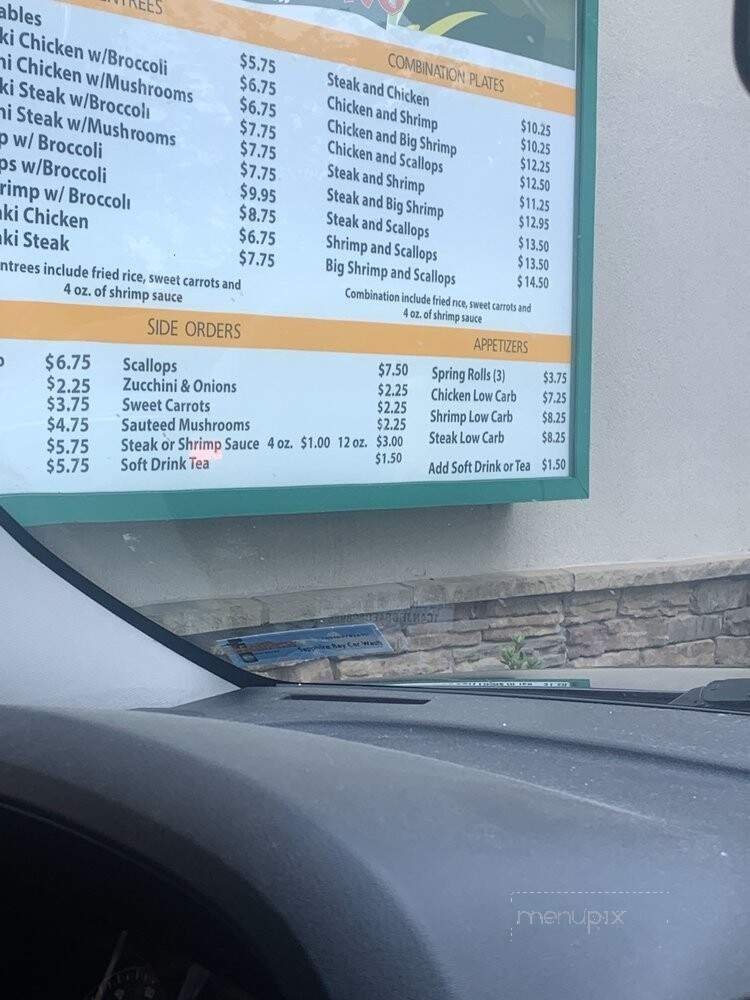 ENTREES
ables $5.75
ki Chicken w/Broccoli $6.75
hi Chicken w/Mushrooms $6.75
ki Steak w/Broccoli $7.75
hi Steak w/Mushrooms $7.75
p w/ Broccoli $7.75
ps w/Broccoli $9.95
rimp w/ Broccoli $8.75
aki Chicken $6.75
aki Steak $7.75
ntrees include fried rice, sweet carrots and
4 oz. of shrimp sauce
COMBINATION PLATES
Steak and Chicken $10.25
Chicken and Shrimp $10.25
Chicken and Big Shrimp $12.25
Chicken and Scallops $12.50
Steak and Shrimp $11.25
Steak and Big Shrimp $12.95
Steak and Scallops $13.50
Shrimp and Scallops $13.50
Big Shrimp and Scallops $14.50
Combination include fried rice, sweet carrots and
4 oz. of shrimp sauce
SIDE ORDERS
$6.75
$2.25
$3.75
$4.75
$5.75
$5.75
Scallops $7.50
Zucchini & Onions $2.25
Sweet Carrots $2.25
Sauteed Mushrooms $2.25
Steak or Shrimp Sauce 4 oz. $1.00 12 oz. $3.00
Soft Drink Tea $1.50
APPETIZERS
Spring Rolls (3) $3.75
Chicken Low Carb $7.25
Shrimp Low Carb $8.25
Steak Low Carb $8.25
Add Soft Drink or Tea $1.50
Sapphire Bay Car Wash
menupix